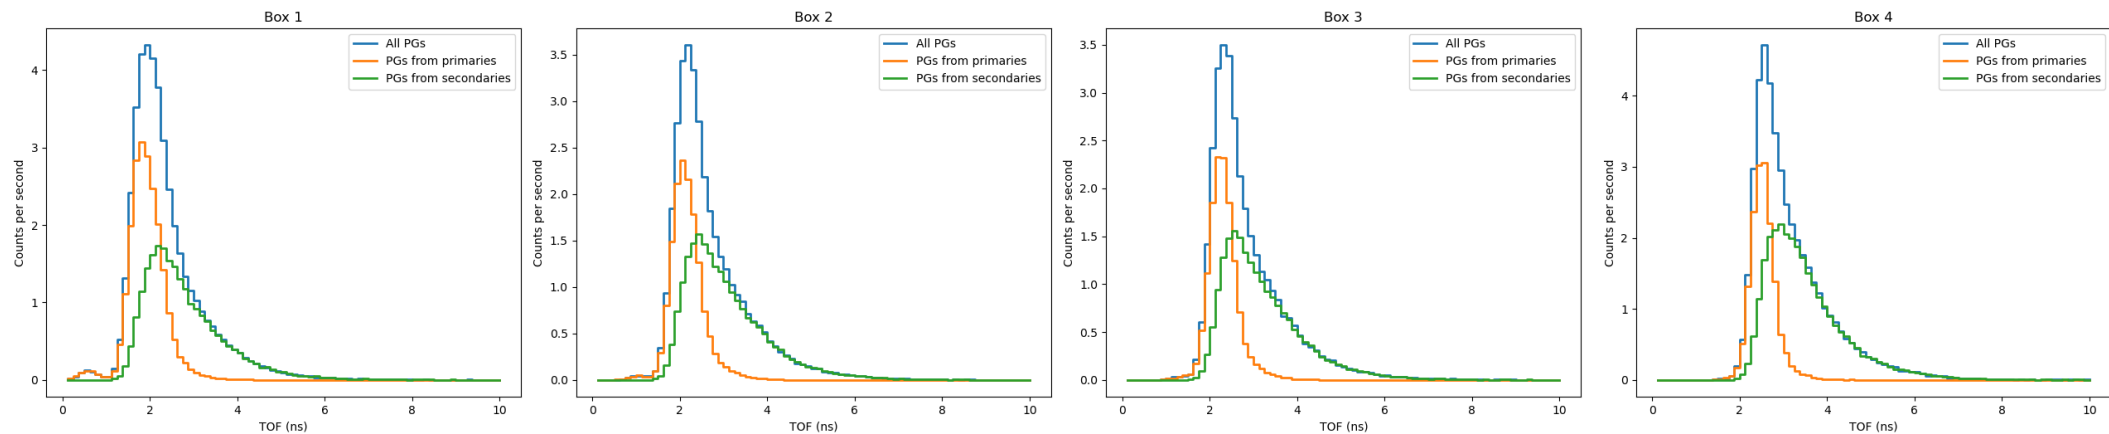 Box 1
All PGs
PGs from primaries
PGs from secondaries
Counts per second
4
3
2
1
0
0 2 4 6 8 10
TOF (ns)
Box 2
All PGs
PGs from primaries
PGs from secondaries
Counts per second
3.5
3.0
2.5
2.0
1.5
1.0
0.5
0.0
0 2 4 6 8 10
TOF (ns)
Box 3
All PGs
PGs from primaries
PGs from secondaries
Counts per second
3.5
3.0
2.5
2.0
1.5
1.0
0.5
0.0
0 2 4 6 8 10
TOF (ns)
Box 4
All PGs
PGs from primaries
PGs from secondaries
Counts per second
4
3
2
1
0
0 2 4 6 8 10
TOF (ns)